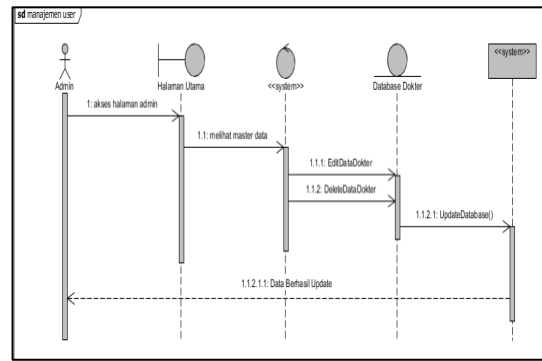 sd manajemen user
<<system>>
Admin
Halaman Utama
<<system>>
Database Dokter
1: akses halaman admin
1.1: melihat master data
1.1.1: EditDataDokter
1.1.2: DeleteDataDokter
1.1.2.1: UpdateDatabase()
1.1.2.1.1: Data Berhasil Update